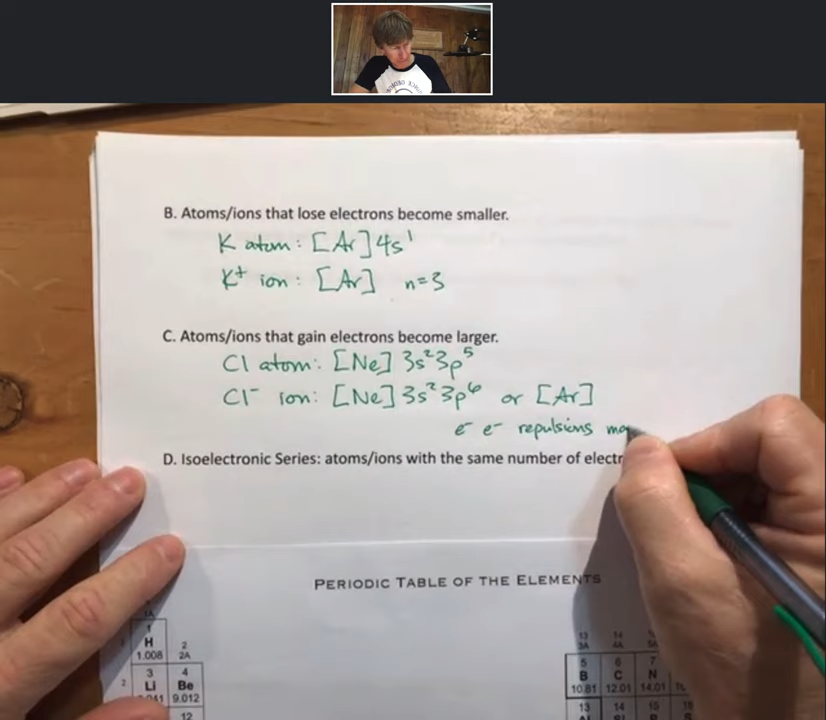 B. Atoms/ions that lose electrons become smaller.
K atom: [Ar]4s¹
K⁺ ion: [Ar] n=3
C. Atoms/ions that gain electrons become larger.
Cl atom: [Ne] 3s²3p⁵
Cl⁻ ion: [Ne] 3s²3p⁶ or [Ar]
e⁻ e⁻ repulsions
D. Isoelectronic Series: atoms/ions with the same number of
PERIODIC TABLE OF THE ELEMENTS
1
H 2 13 14
1.008 2A 3A 4A
3 4 5 6 7
2 Li Be B C N
9.012 10.81 12.01 14.01
12 13 14 15